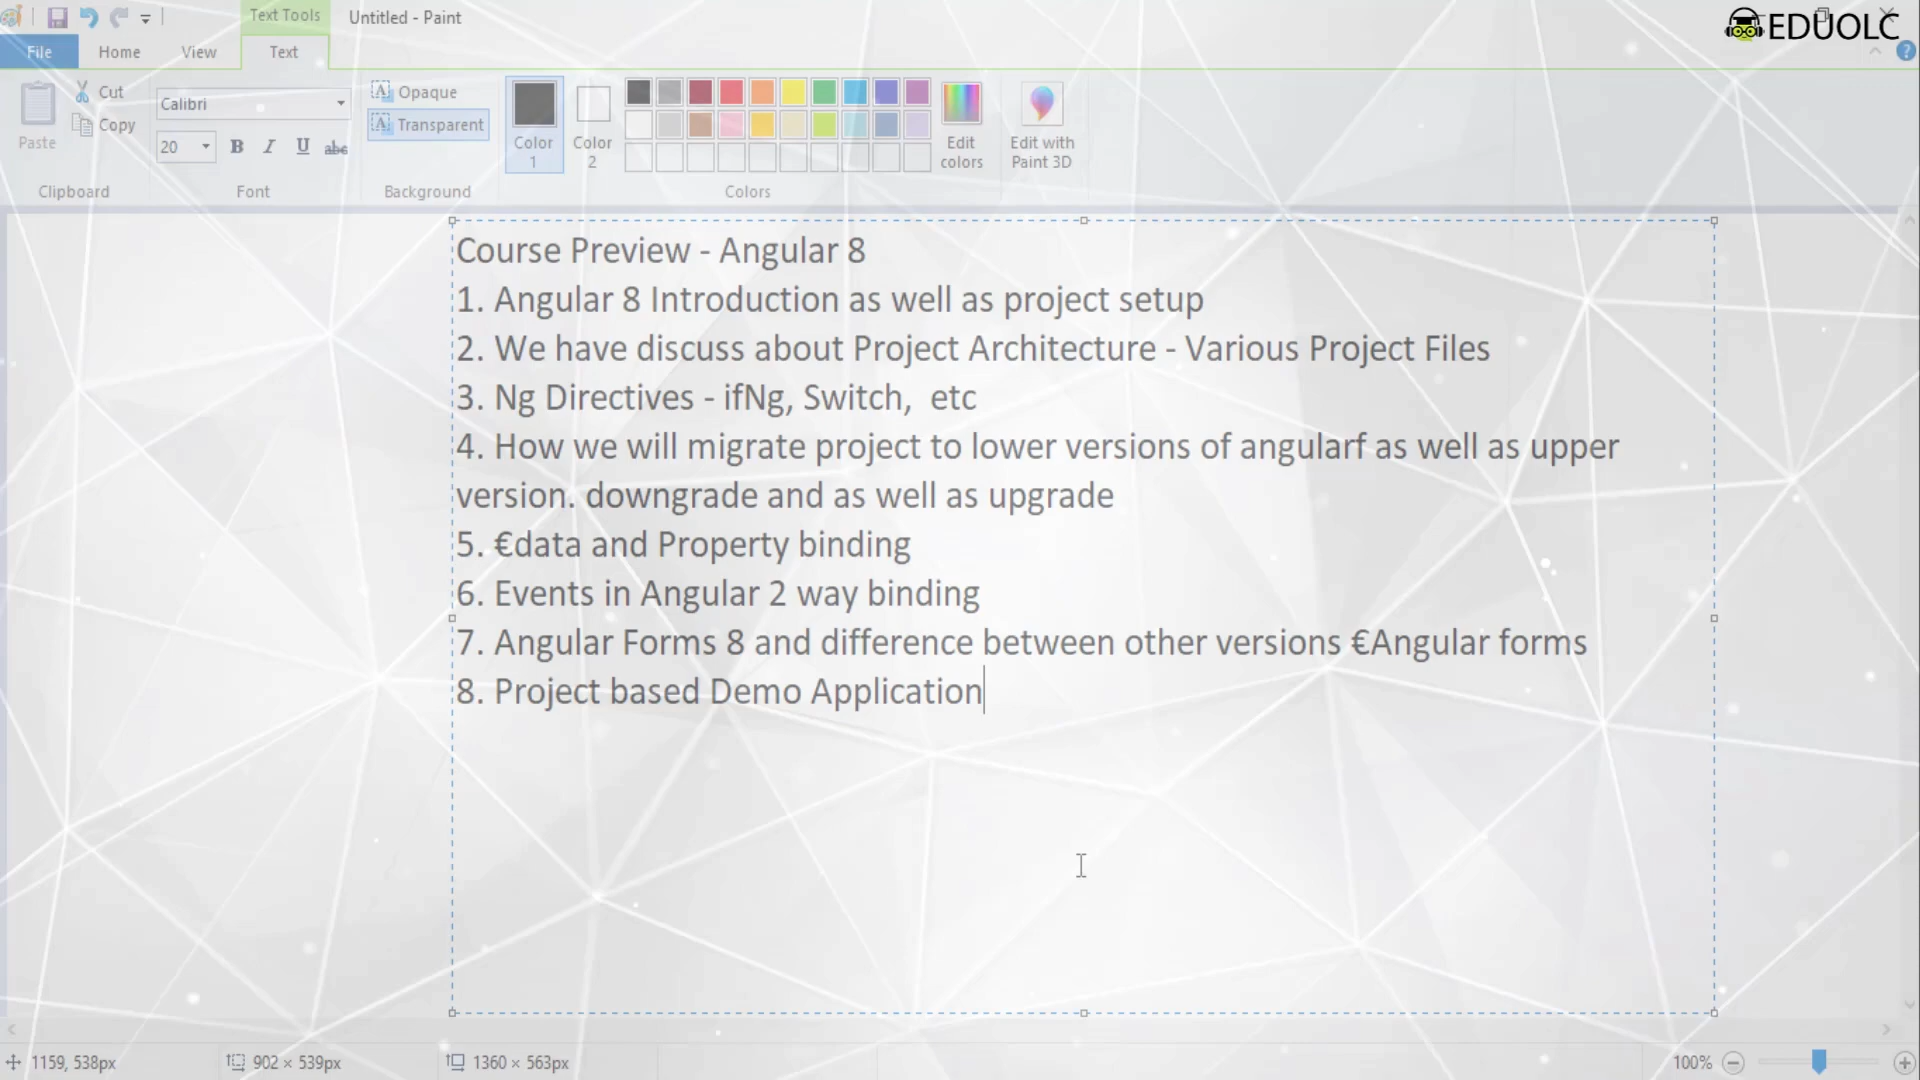 Text Tools
Untitled - Paint
EDUOLC
File
Home
View
Text
Paste
Cut
Copy
Clipboard
Calibri
20
B I U abc
Font
Opaque
Transparent
Background
Color 1
Color 2
Colors
Edit colors
Edit with Paint 3D
Course Preview - Angular 8
1. Angular 8 Introduction as well as project setup
2. We have discuss about Project Architecture - Various Project Files
3. Ng Directives - ifNg, Switch,  etc
4. How we will migrate project to lower versions of angularf as well as upper
version. downgrade and as well as upgrade
5. €data and Property binding
6. Events in Angular 2 way binding
7. Angular Forms 8 and difference between other versions €Angular forms
8. Project based Demo Application
1159, 538px
902 × 539px
1360 × 563px
100%